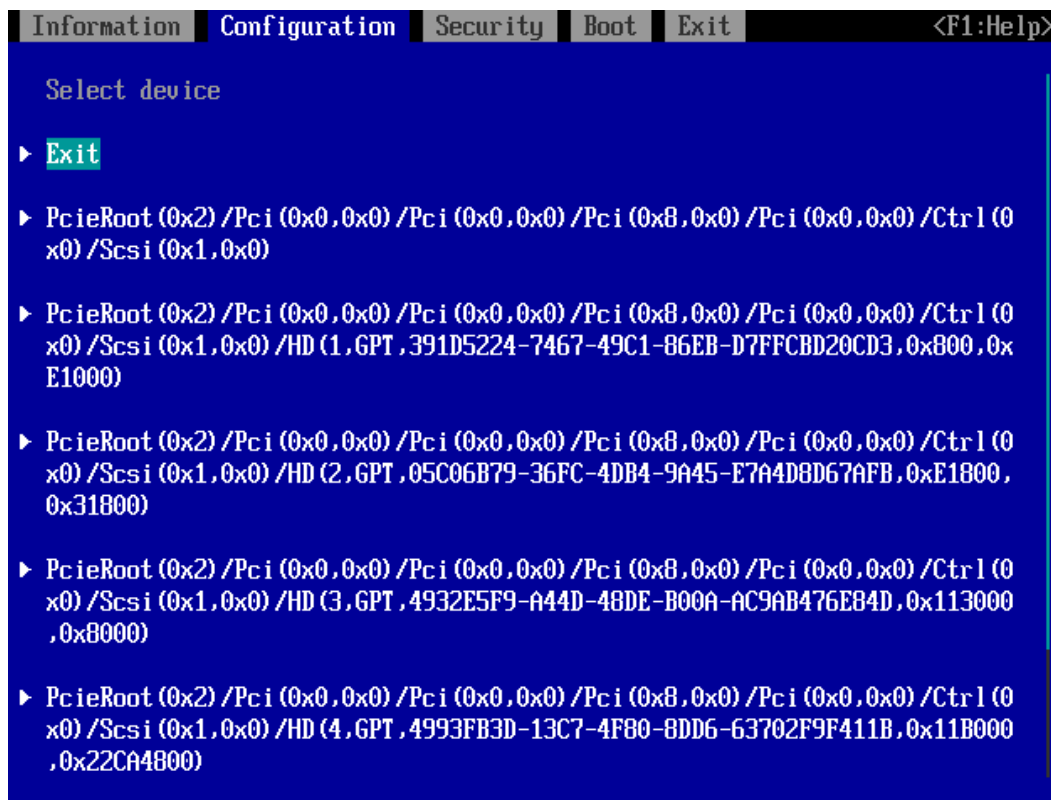 Information Configuration Security Boot Exit <F1:Help>
Select device
Exit
PcieRoot(0x2)/Pci(0x0,0x0)/Pci(0x0,0x0)/Pci(0x8,0x0)/Pci(0x0,0x0)/Ctrl(0
x0)/Scsi(0x1,0x0)
PcieRoot(0x2)/Pci(0x0,0x0)/Pci(0x0,0x0)/Pci(0x8,0x0)/Pci(0x0,0x0)/Ctrl(0
x0)/Scsi(0x1,0x0)/HD(1,GPT,391D5224-7467-49C1-86EB-D7FFCBD20CD3,0x800,0x
E1000)
PcieRoot(0x2)/Pci(0x0,0x0)/Pci(0x0,0x0)/Pci(0x8,0x0)/Pci(0x0,0x0)/Ctrl(0
x0)/Scsi(0x1,0x0)/HD(2,GPT,05C06B79-36FC-4DB4-9A45-E7A4D8D67AFB,0xE1800,
0x31800)
PcieRoot(0x2)/Pci(0x0,0x0)/Pci(0x0,0x0)/Pci(0x8,0x0)/Pci(0x0,0x0)/Ctrl(0
x0)/Scsi(0x1,0x0)/HD(3,GPT,4932E5F9-A44D-48DE-B00A-AC9AB476E84D,0x113000
,0x8000)
PcieRoot(0x2)/Pci(0x0,0x0)/Pci(0x0,0x0)/Pci(0x8,0x0)/Pci(0x0,0x0)/Ctrl(0
x0)/Scsi(0x1,0x0)/HD(4,GPT,4993FB3D-13C7-4F80-8DD6-63702F9F411B,0x11B000
,0x22CA4800)